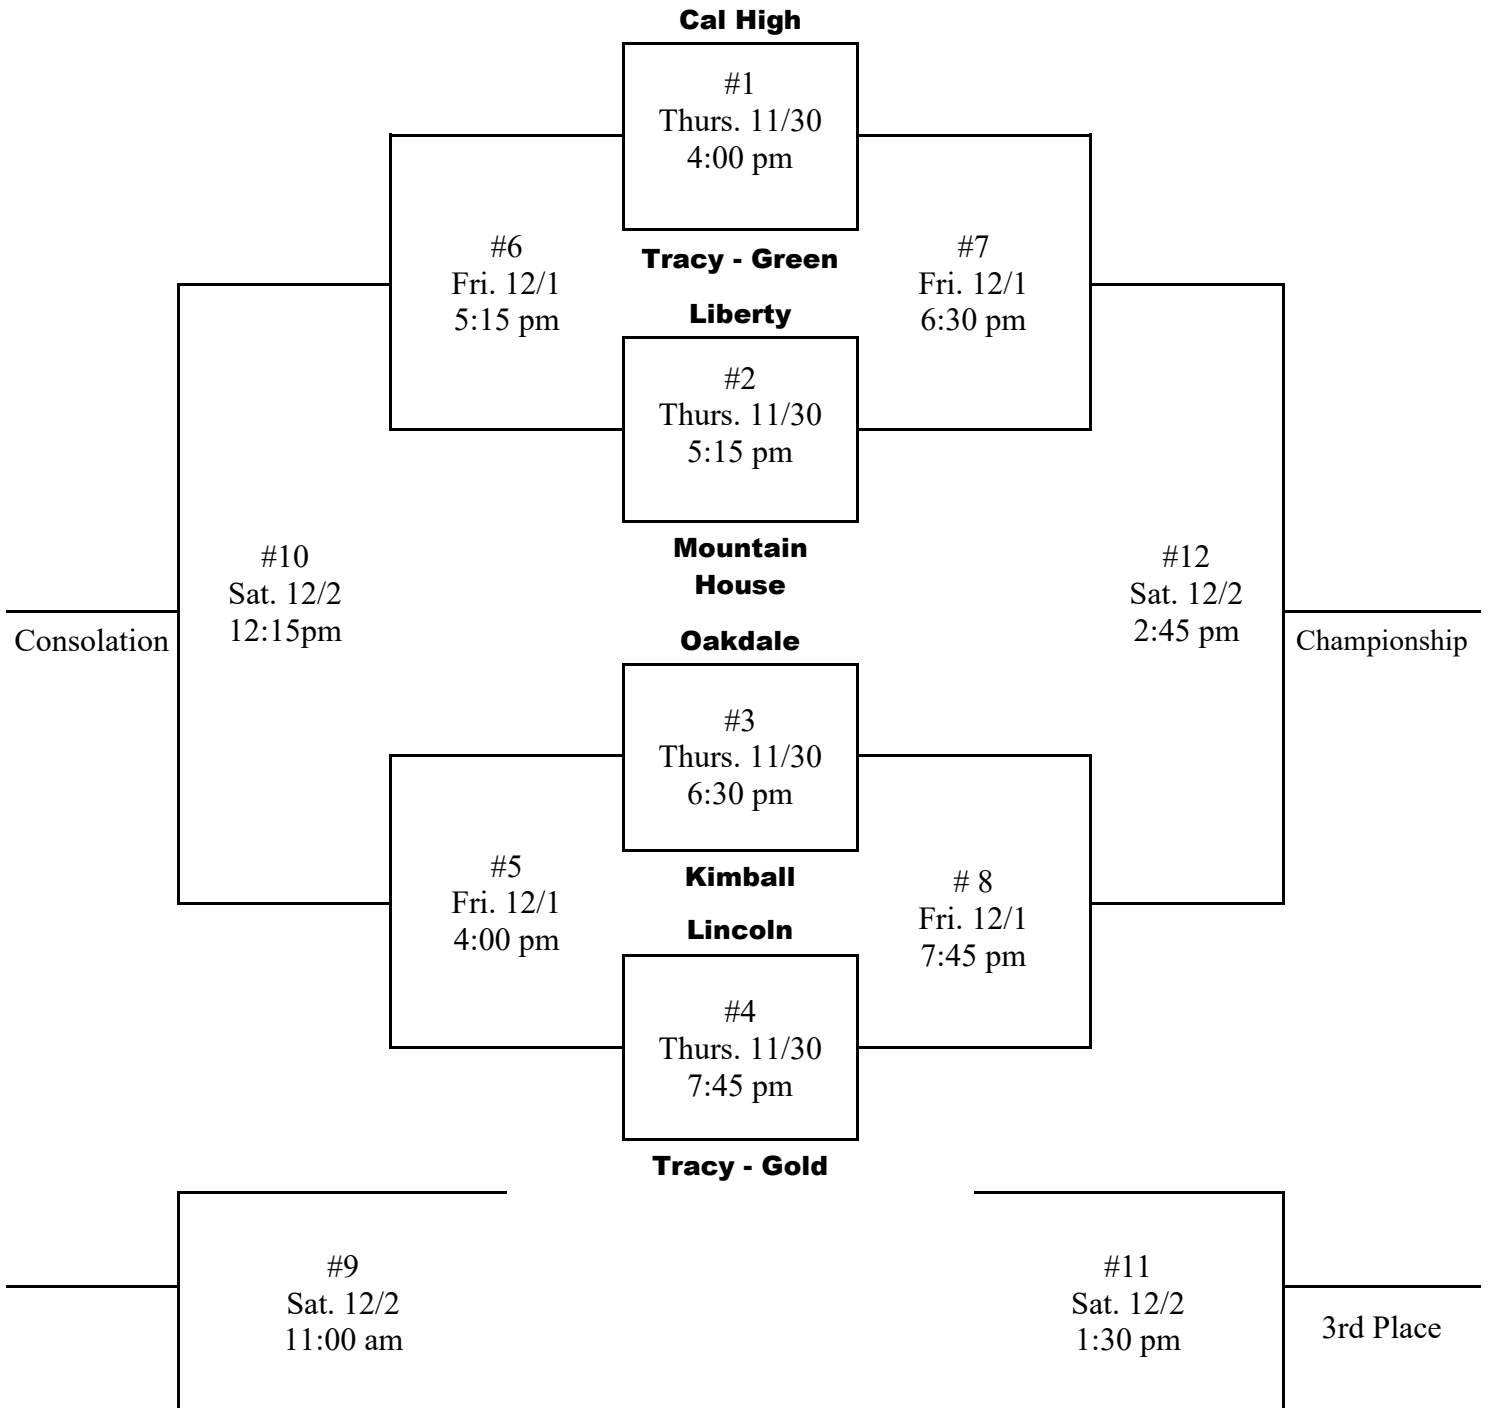 Cal High
#1
Thurs. 11/30
4:00 pm
Tracy - Green
#6
Fri. 12/1
5:15 pm
#7
Fri. 12/1
6:30 pm
Liberty
#2
Thurs. 11/30
5:15 pm
Mountain
House
#10
Sat. 12/2
12:15pm
Consolation
#12
Sat. 12/2
2:45 pm
Championship
Oakdale
#3
Thurs. 11/30
6:30 pm
Kimball
#5
Fri. 12/1
4:00 pm
# 8
Fri. 12/1
7:45 pm
Lincoln
#4
Thurs. 11/30
7:45 pm
Tracy - Gold
#9
Sat. 12/2
11:00 am
#11
Sat. 12/2
1:30 pm
3rd Place